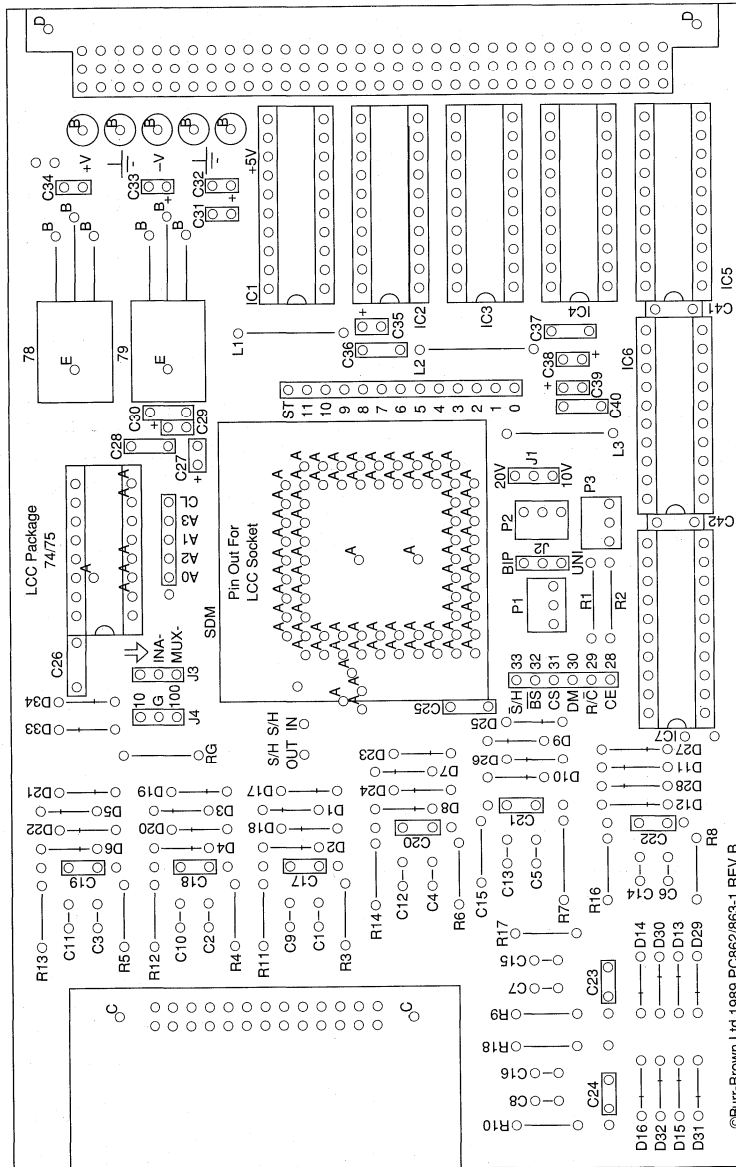 D
D
B B B B B
C34
+V
C33
-V
+
C32
C31
+
+5V
B
B
B
B
B
B
78
E
79
E
IC1
IC2
IC3
IC4
IC5
C41
IC6
C42
IC7
L1
+
C35
C36
L2
C37
C38
+
+
C39
C40
L3
C30
+
C29
C28
C27
+
ST
11
10
9
8
7
6
5
4
3
2
1
0
LCC Package
74/75
A A A A A A
CL
A3
A1
A2
A0
C26
INA-
MUX-
J3
10
G
100
J4
D34
D33
RG
SDM
Pin Out For
LCC Socket
A
S/H S/H
OUT IN
C25
20V
J1
10V
P2
BIP
J2
UNI
P3
P1
R1
R2
S/H 33
BS 32
CS 31
DM 30
R/C 29
CE 28
D21
D5
D22
D6
C19
R13
C11
C3
R5
D19
D3
D20
D4
C18
R12
C10
C2
R4
D17
D1
D18
D2
C17
R11
C9
C1
R3
D23
D7
D24
D8
C20
R14
C12
C4
R6
D25
D9
D26
D10
C21
C15
C13
C5
R7
D27
D11
D28
D12
C22
R16
C6 C14
R8
R17
C15
C7
R9
R18
C16
C8
R10
C23
C24
D14
D30
D13
D29
D16
D32
D15
D31
C
C
©Burr-Brown Ltd 1989 PC862/863-1 REV B